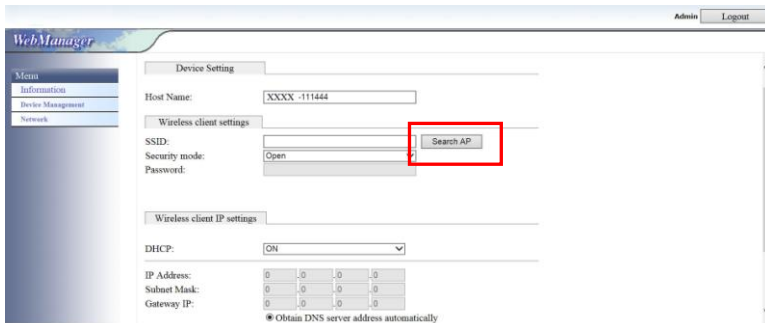 Admin Logout
WebManager
Menu
Information
Device Management
Network
Device Setting
Host Name: XXXX -111444
Wireless client settings
SSID: Search AP
Security mode: Open
Password:
Wireless client IP settings
DHCP: ON
IP Address: 0 .0 .0 .0
Subnet Mask: 0 .0 .0 .0
Gateway IP: 0 .0 .0 .0
Obtain DNS server address automatically